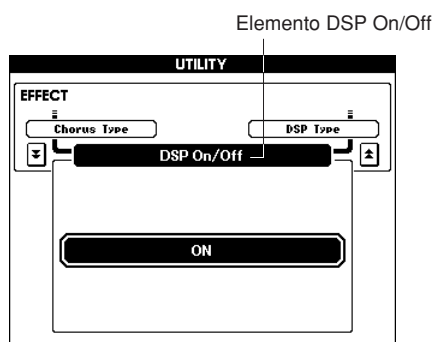 Elemento DSP On/Off
UTILITY
EFFECT
Chorus Type
DSP Type
DSP On/Off
ON